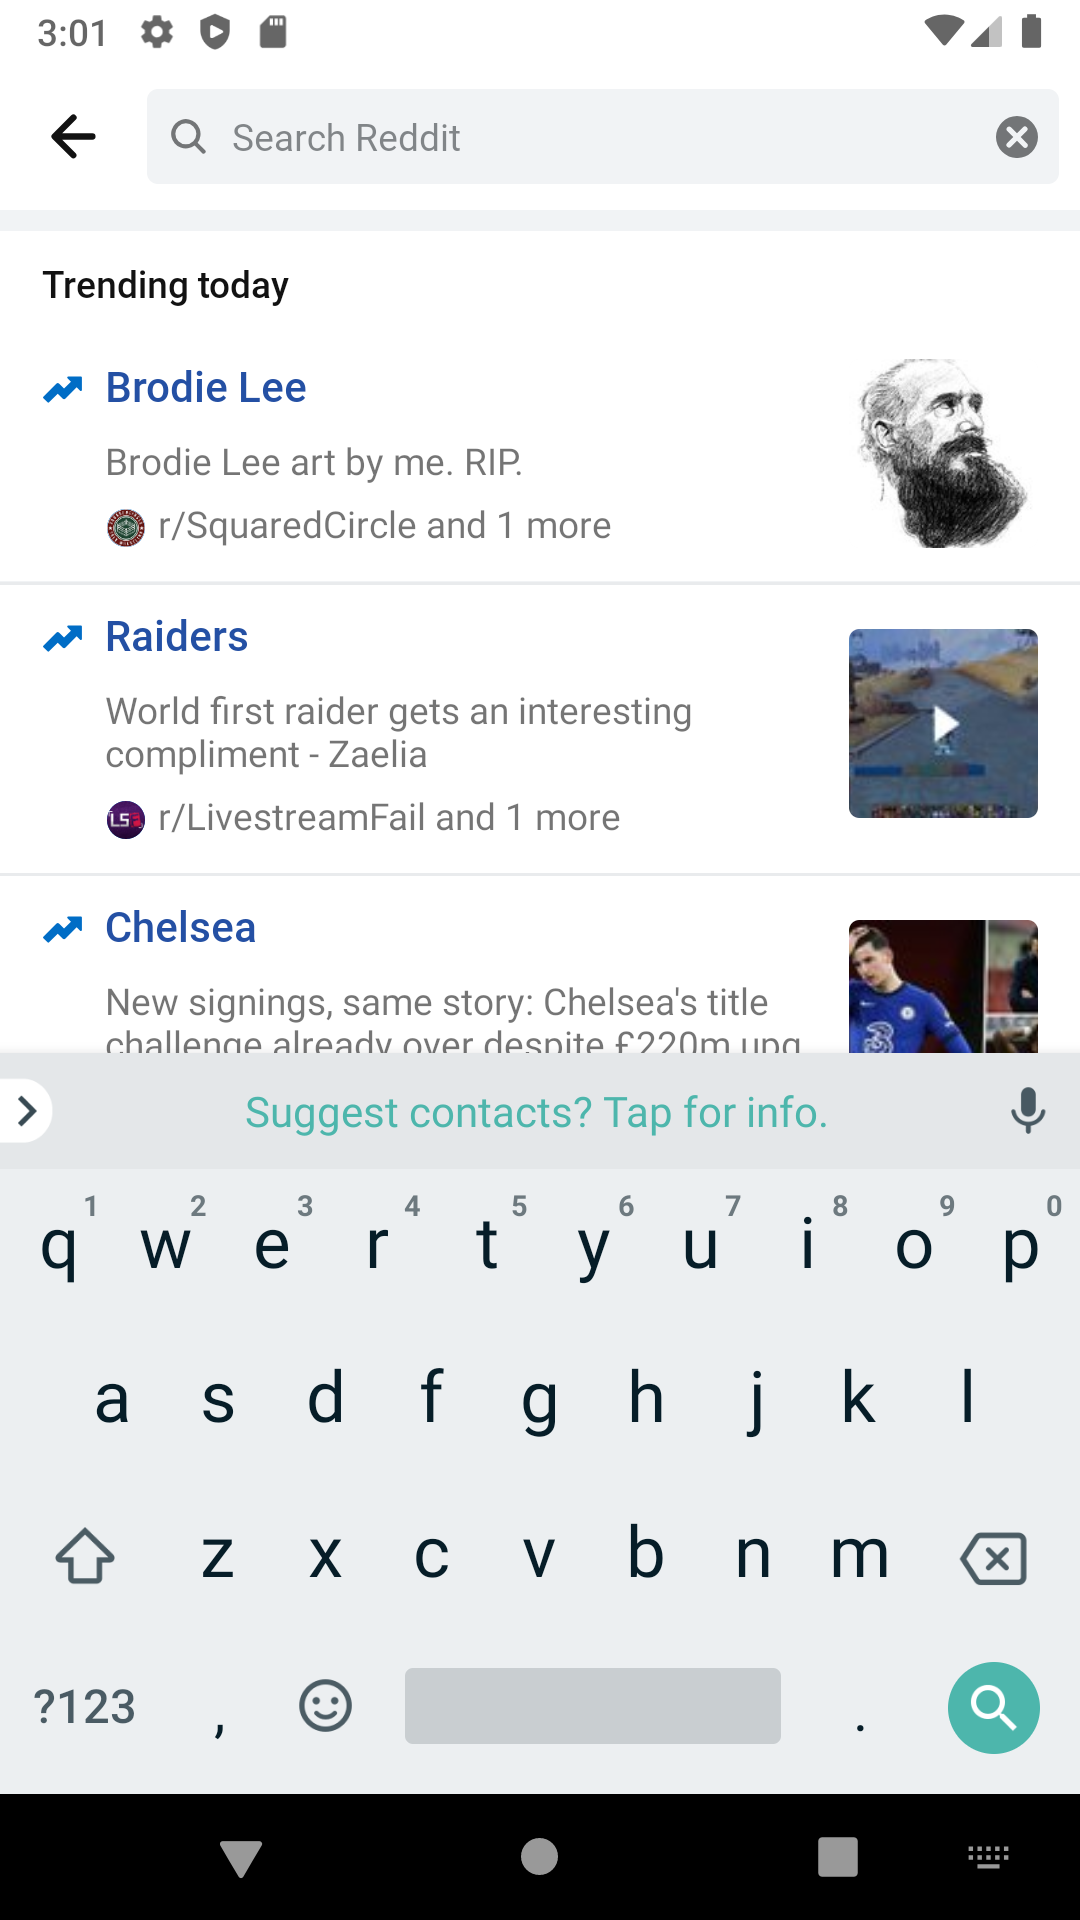 3:01
Search Reddit
Trending today
Brodie Lee
Brodie Lee art by me. RIP.
r/SquaredCircle and 1 more
Raiders
World first raider gets an interesting
compliment - Zaelia
LSF
r/LivestreamFail and 1 more
Chelsea
New signings, same story: Chelsea's title
challenge already over despite £220m upg
Suggest contacts? Tap for info.
1 2 3 4 5 6 7 8 9 0
q w e r t y u i o p
a s d f g h j k l
z x c v b n m
?123 , .